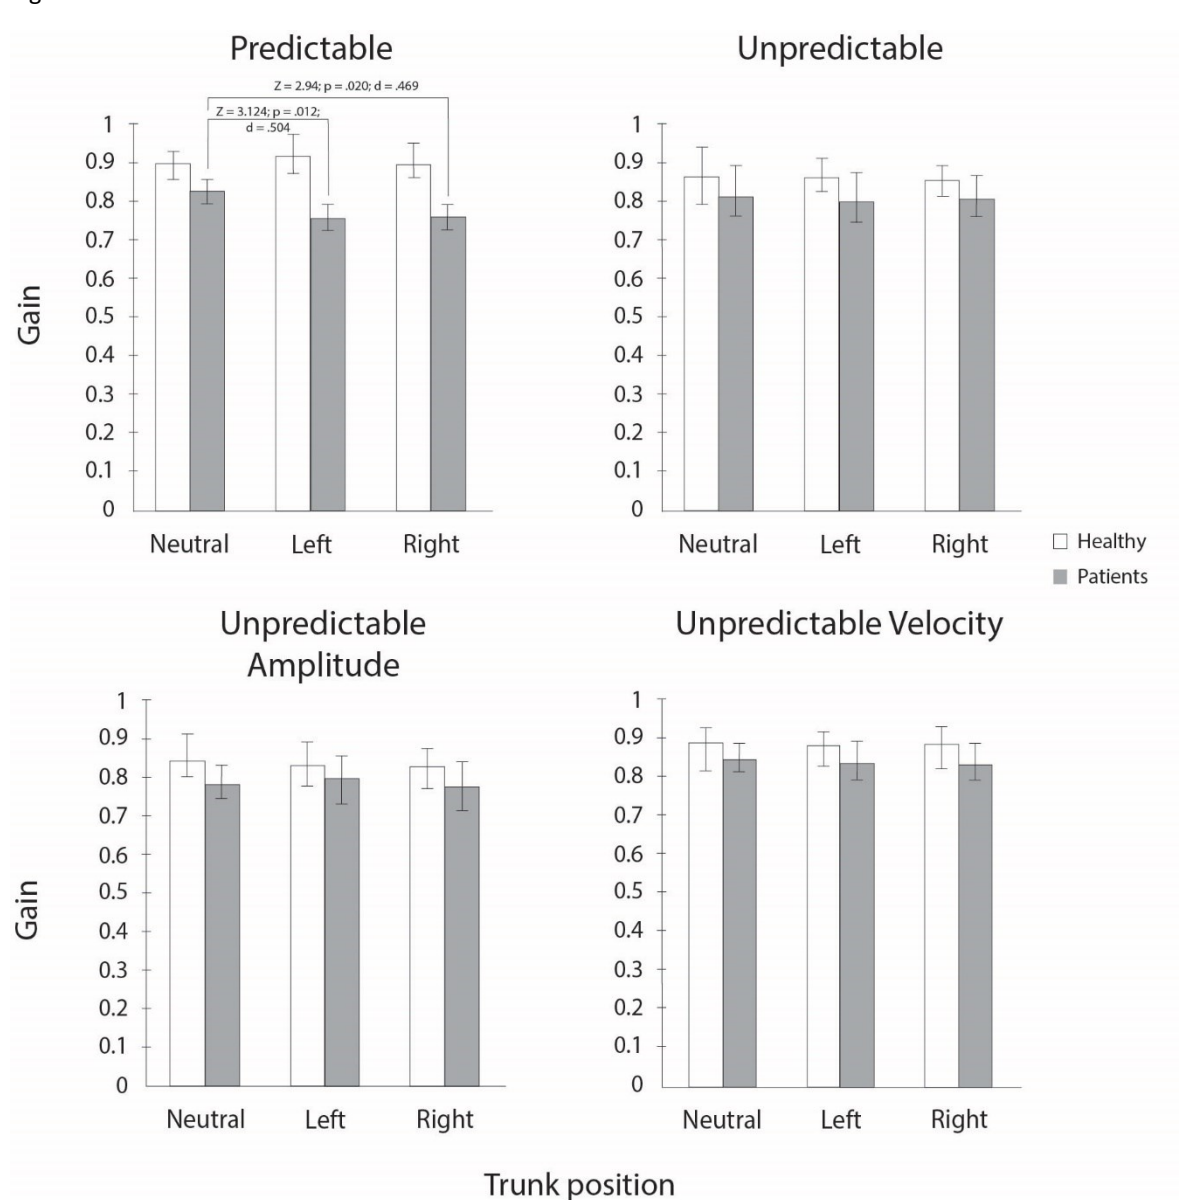 Predictable
Z = 2.94; p = .020; d = .469
Z = 3.124; p = .012;
d = .504
1
0.9
0.8
0.7
0.6
0.5
0.4
0.3
0.2
0.1
0
Gain
Neutral Left Right
Unpredictable
1
0.9
0.8
0.7
0.6
0.5
0.4
0.3
0.2
0.1
0
Neutral Left Right
Healthy
Patients
Unpredictable
Amplitude
1
0.9
0.8
0.7
0.6
0.5
0.4
0.3
0.2
0.1
0
Gain
Neutral Left Right
Unpredictable Velocity
1
0.9
0.8
0.7
0.6
0.5
0.4
0.3
0.2
0.1
0
Neutral Left Right
Trunk position